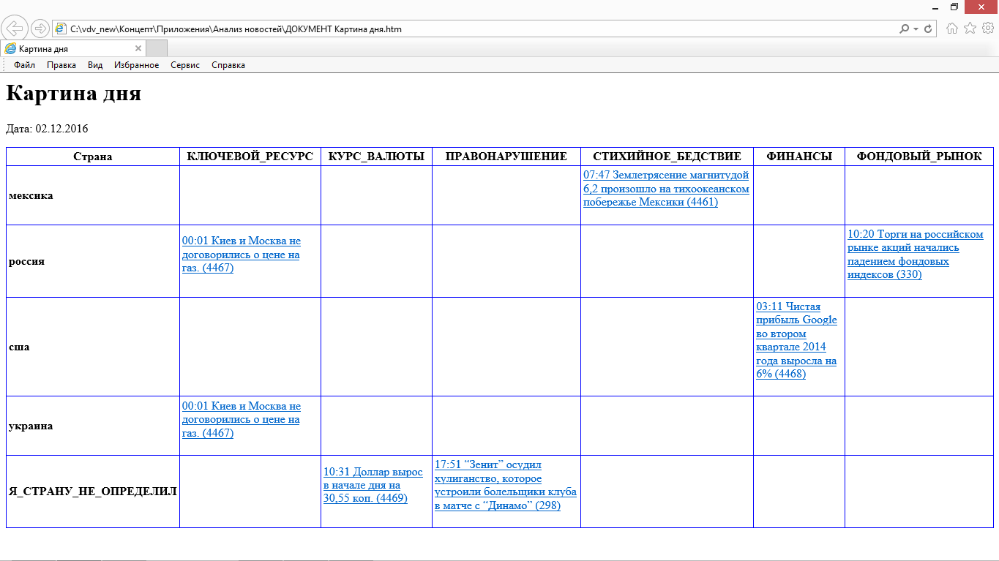 C:\vdv_new\Концепт\Приложения\Анализ новостей\ДОКУМЕНТ Картина дня.htm
Картина дня
Файл Правка Вид Избранное Сервис Справка
Картина дня
Дата: 02.12.2016
Страна КЛЮЧЕВОЙ_РЕСУРС КУРС_ВАЛЮТЫ ПРАВОНАРУШЕНИЕ СТИХИЙНОЕ_БЕДСТВИЕ ФИНАНСЫ ФОНДОВЫЙ_РЫНОК
мексика
07:47 Землетрясение магнитудой
6,2 произошло на тихоокеанском
побережье Мексики (4461)
россия
00:01 Киев и Москва не
договорились о цене на
газ. (4467)
10:20 Торги на российском
рынке акций начались
падением фондовых
индексов (330)
сша
03:11 Чистая
прибыль Google
во втором
квартале 2014
года выросла на
6% (4468)
украина
00:01 Киев и Москва не
договорились о цене на
газ. (4467)
Я_СТРАНУ_НЕ_ОПРЕДЕЛИЛ
10:31 Доллар вырос
в начале дня на
30,55 коп. (4469)
17:51 “Зенит” осудил
хулиганство, которое
устроили болельщики клуба
в матче с “Динамо” (298)